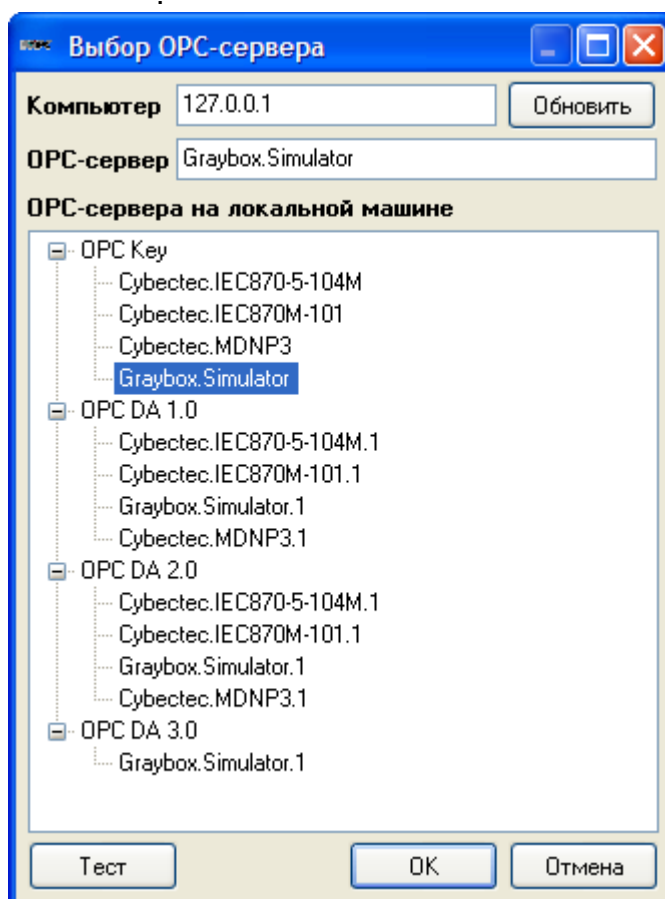 Выбор OPC-сервера
Компьютер 127.0.0.1 Обновить
OPC-сервер Graybox.Simulator
OPC-сервера на локальной машине
OPC Key
Cybectec.IEC870-5-104M
Cybectec.IEC870M-101
Cybectec.MDNP3
Graybox.Simulator
OPC DA 1.0
Cybectec.IEC870-5-104M.1
Cybectec.IEC870M-101.1
Graybox.Simulator.1
Cybectec.MDNP3.1
OPC DA 2.0
Cybectec.IEC870-5-104M.1
Cybectec.IEC870M-101.1
Graybox.Simulator.1
Cybectec.MDNP3.1
OPC DA 3.0
Graybox.Simulator.1
Тест OK Отмена